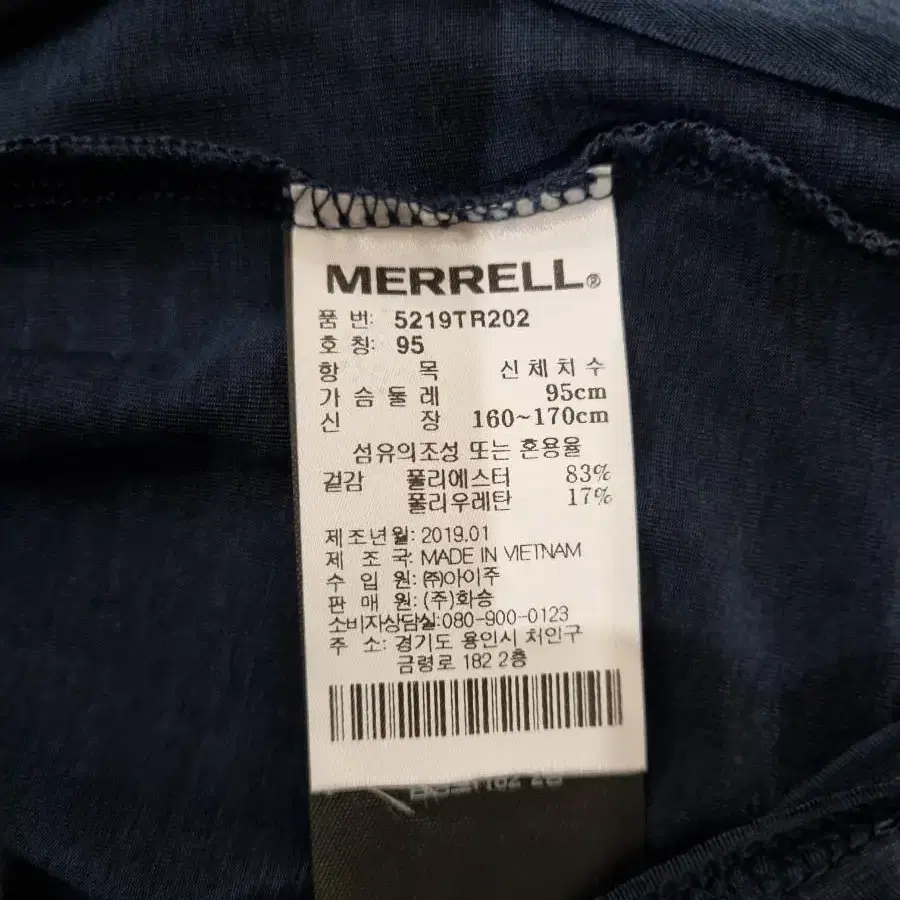 MERRELL®
품 번: 5219TR202
호 칭: 95
항 목 신체치수
가슴둘레 95cm
신 장 160~170cm
섬유의조성 또는 혼용율
겉감 폴리에스터 83%
폴리우레탄 17%
제조년월: 2019.01
제 조 국: MADE IN VIETNAM
수 입 원: (주)아이주
판 매 원: (주)화승
소비자상담실:080-900-0123
주 소: 경기도 용인시 처인구
금령로 182 2층